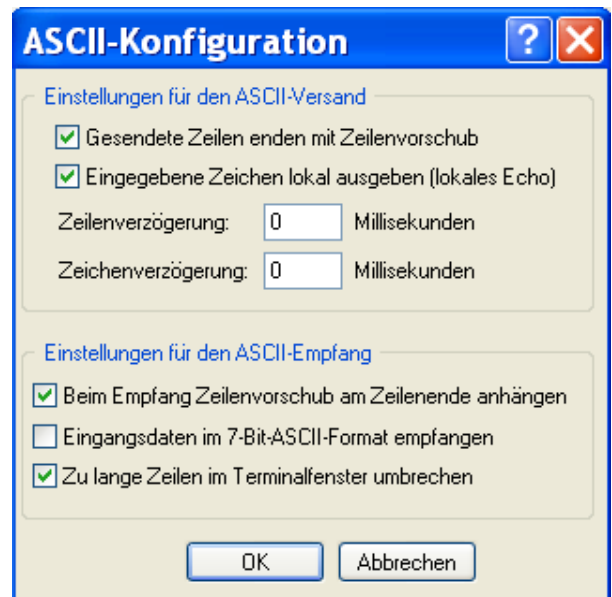 ASCII-Konfiguration ?
Einstellungen für den ASCII-Versand
Gesendete Zeilen enden mit Zeilenvorschub
Eingegebene Zeichen lokal ausgeben (lokales Echo)
Zeilenverzögerung: 0 Millisekunden
Zeichenverzögerung: 0 Millisekunden
Einstellungen für den ASCII-Empfang
Beim Empfang Zeilenvorschub am Zeilenende anhängen
Eingangsdaten im 7-Bit-ASCII-Format empfangen
Zu lange Zeilen im Terminalfenster umbrechen
OK Abbrechen